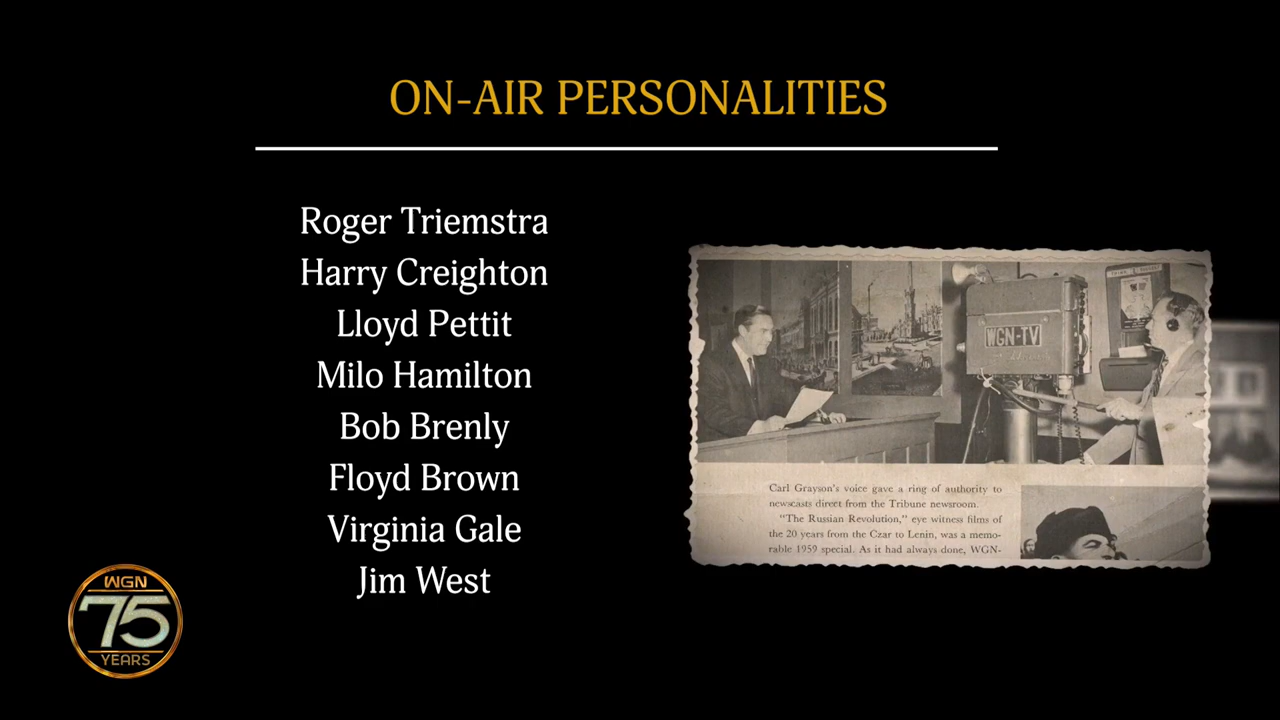 ON-AIR PERSONALITIES
Roger Triemstra
Harry Creighton
Lloyd Pettit
Milo Hamilton
Bob Brenly
Floyd Brown
Virginia Gale
Jim West
WGN-TV
Carl Grayson's voice gave a ring of authority to
newscasts direct from the Tribune newsroom.
"The Russian Revolution," eye witness films of
the 20 years from the Czar to Lenin, was a memo-
rable 1959 special. As it had always done, WGN-
WGN
75
YEARS